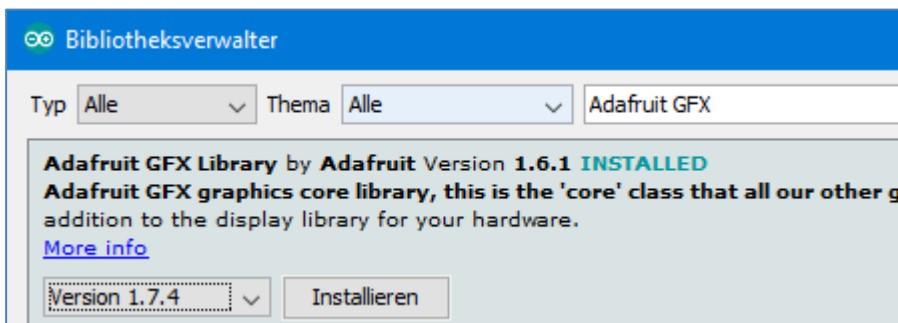 Bibliotheksverwalter
Typ Alle Thema Alle Adafruit GFX
Adafruit GFX Library by Adafruit Version 1.6.1 INSTALLED
Adafruit GFX graphics core library, this is the 'core' class that all our other g
addition to the display library for your hardware.
More info
Version 1.7.4 Installieren